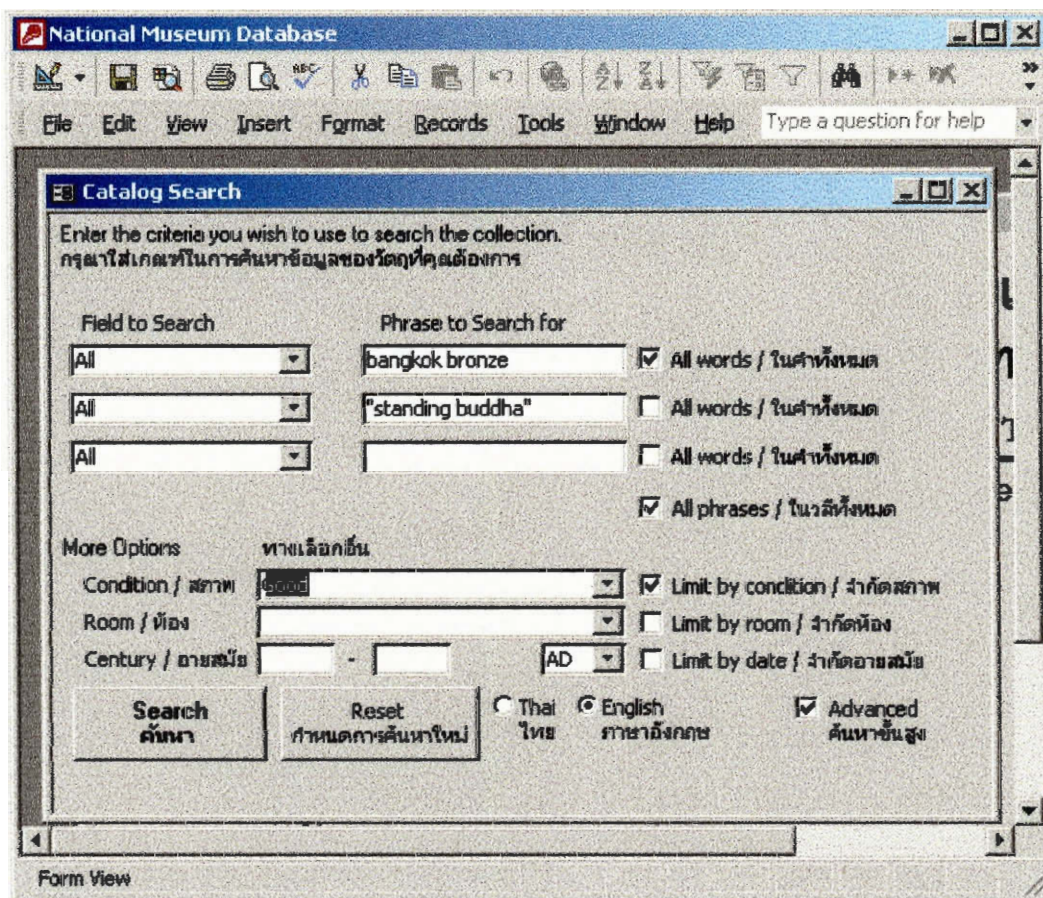 National Museum Database
File Edit View Insert Format Records Tools Window Help Type a question for help
Catalog Search
Enter the criteria you wish to use to search the collection.
กรุณาใส่เกณฑ์ในการค้นหาข้อมูลของวัตถุที่คุณต้องการ
Field to Search Phrase to Search for
All bangkok bronze All words / ในคำทั้งหมด
All "standing buddha" All words / ในคำทั้งหมด
All All words / ในคำทั้งหมด
All phrases / ในวลีทั้งหมด
More Options ทางเลือกอื่น
Condition / สภาพ Good Limit by condition / จำกัดสภาพ
Room / ห้อง Limit by room / จำกัดห้อง
Century / อายุสมัย - AD Limit by date / จำกัดอายุสมัย
Search Reset Thai English Advanced
ค้นหา กำหนดการค้นหาใหม่ ไทย ภาษาอังกฤษ ค้นหาขั้นสูง
Form View